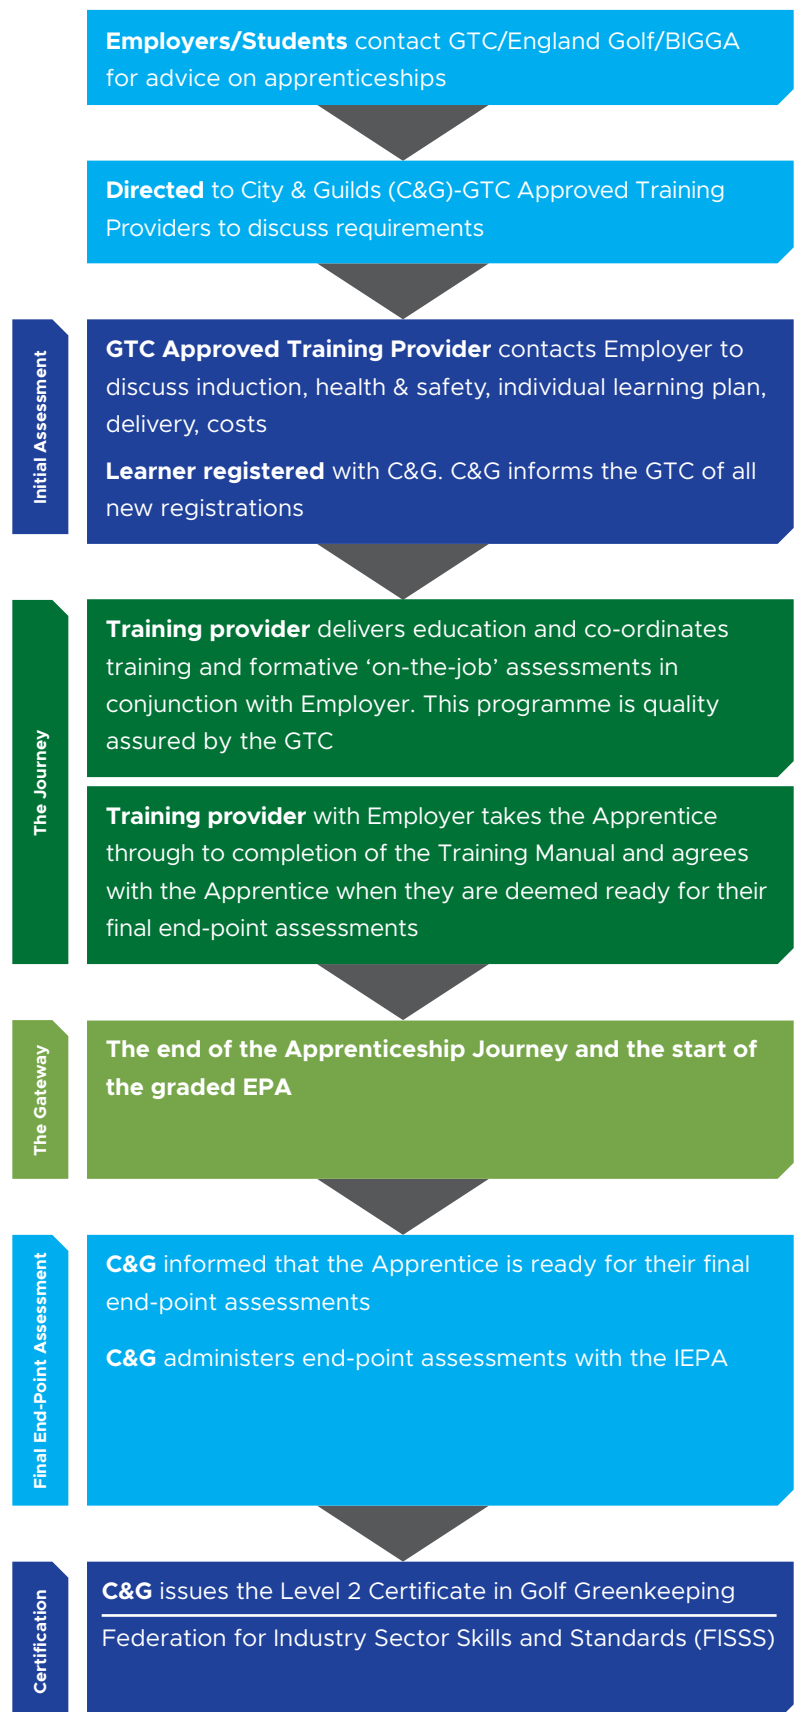 Employers/Students contact GTC/England Golf/BIGGA
for advice on apprenticeships
Directed to City & Guilds (C&G)-GTC Approved Training
Providers to discuss requirements
Initial Assessment
GTC Approved Training Provider contacts Employer to
discuss induction, health & safety, individual learning plan,
delivery, costs
Learner registered with C&G. C&G informs the GTC of all
new registrations
The Journey
Training provider delivers education and co-ordinates
training and formative ‘on-the-job’ assessments in
conjunction with Employer. This programme is quality
assured by the GTC
Training provider with Employer takes the Apprentice
through to completion of the Training Manual and agrees
with the Apprentice when they are deemed ready for their
final end-point assessments
The Gateway
The end of the Apprenticeship Journey and the start of
the graded EPA
Final End-Point Assessment
C&G informed that the Apprentice is ready for their final
end-point assessments
C&G administers end-point assessments with the IEPA
Certification
C&G issues the Level 2 Certificate in Golf Greenkeeping
Federation for Industry Sector Skills and Standards (FISSS)